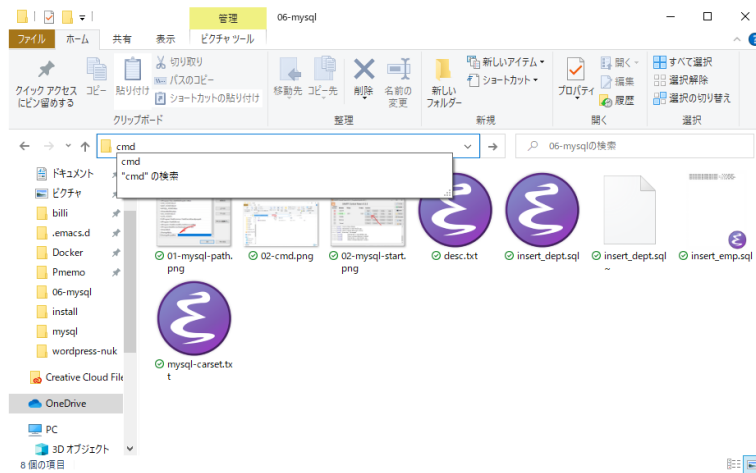 管理
06-mysql
ファイル
ホーム
共有
表示
ピクチャ ツール
クイック アクセス
にピン留めする
コピー
貼り付け
切り取り
パスのコピー
ショートカットの貼り付け
クリップボード
移動先
コピー先
削除
名前の
変更
整理
新しい
フォルダー
新しいアイテム
ショートカット
新規
プロパティ
開く
編集
履歴
開く
すべて選択
選択解除
選択の切り替え
選択
cmd
06-mysqlの検索
cmd
"cmd" の検索
ドキュメント
ピクチャ
billi
.emacs.d
Docker
Pmemo
06-mysql
install
mysql
wordpress-nuk
Creative Cloud File
OneDrive
PC
3D オブジェクト
01-mysql-path.
png
02-cmd.png
02-mysql-start.
png
desc.txt
insert_dept.sql
insert_dept.sql
~
insert_emp.sql
mysql-carset.tx
t
8 個の項目